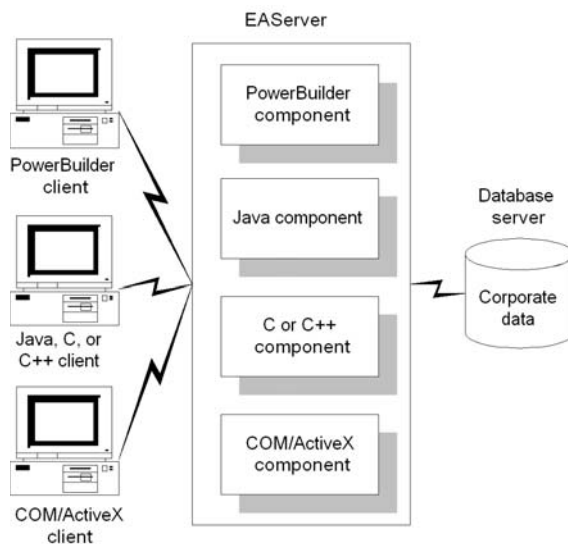 EAServer
PowerBuilder
client
Java, C, or
C++ client
COM/ActiveX
client
PowerBuilder
component
Java component
C or C++
component
COM/ActiveX
component
Database
server
Corporate
data